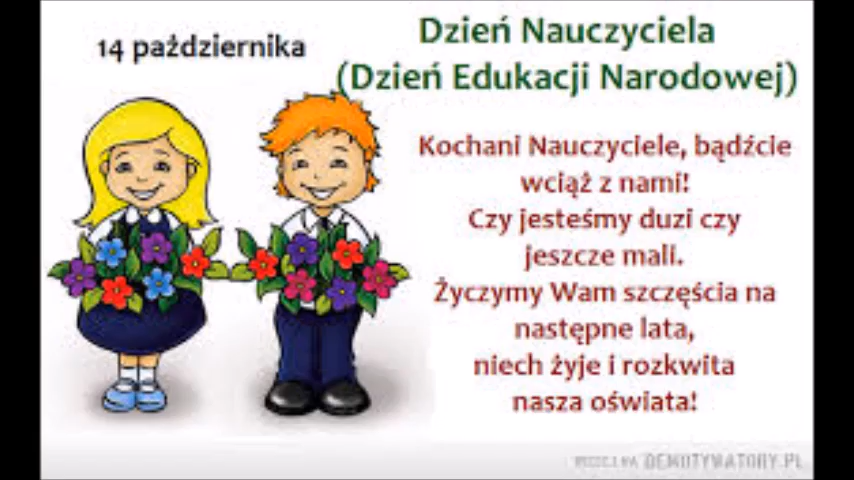 14 października
Dzień Nauczyciela
(Dzień Edukacji Narodowej)
Kochani Nauczyciele, bądźcie
wciąż z nami!
Czy jesteśmy duzi czy
jeszcze mali.
Życzymy Wam szczęścia na
następne lata,
niech żyje i rozkwita
nasza oświata!
DEMOTYWATORY.PL